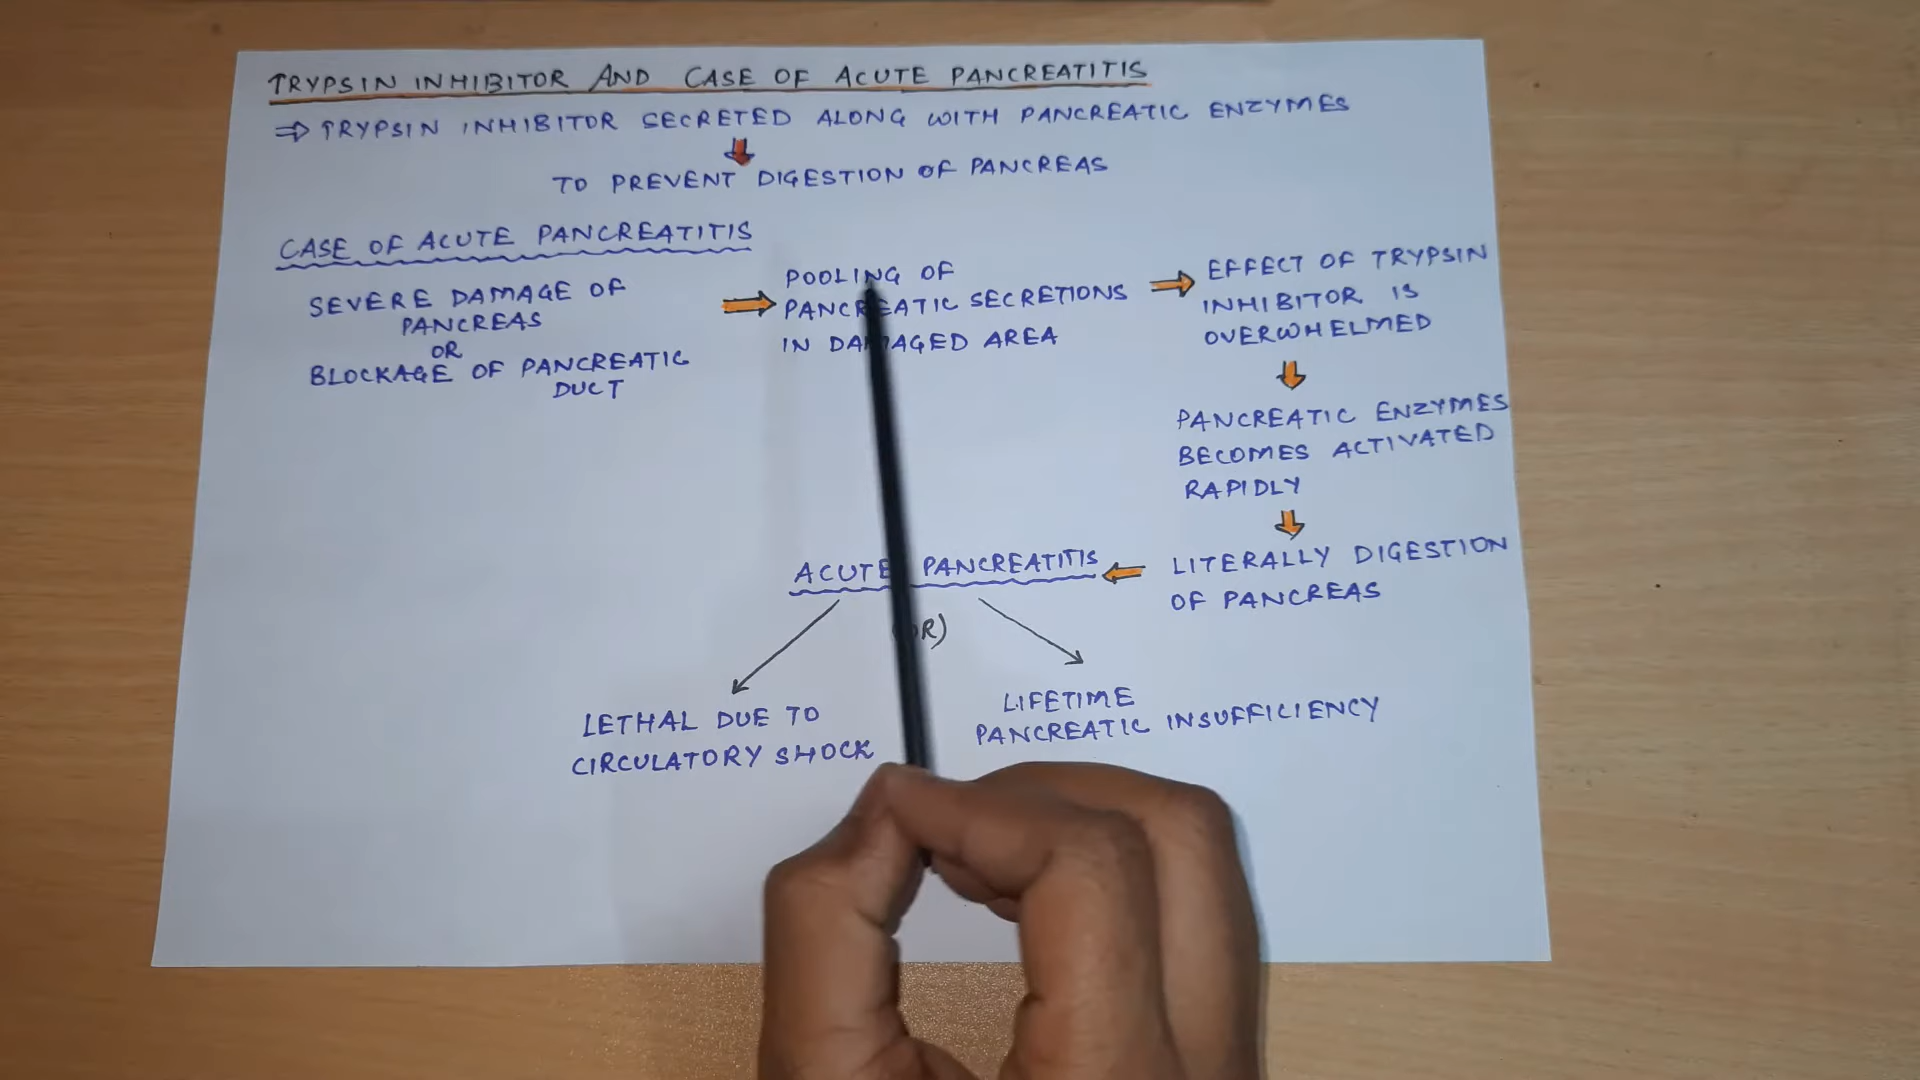 TRYPSIN INHIBITOR AND CASE OF ACUTE PANCREATITIS
⇒ TRYPSIN INHIBITOR SECRETED ALONG WITH PANCREATIC ENZYMES
TO PREVENT DIGESTION OF PANCREAS
CASE OF ACUTE PANCREATITIS
SEVERE DAMAGE OF
PANCREAS
OR
BLOCKAGE OF PANCREATIC
DUCT
POOLING OF
PANCREATIC SECRETIONS
IN DAMAGED AREA
EFFECT OF TRYPSIN
INHIBITOR IS
OVERWHELMED
PANCREATIC ENZYMES
BECOMES ACTIVATED
RAPIDLY
LITERALLY DIGESTION
OF PANCREAS
ACUTE PANCREATITIS
(OR)
LETHAL DUE TO
CIRCULATORY SHOCK
LIFETIME
PANCREATIC INSUFFICIENCY